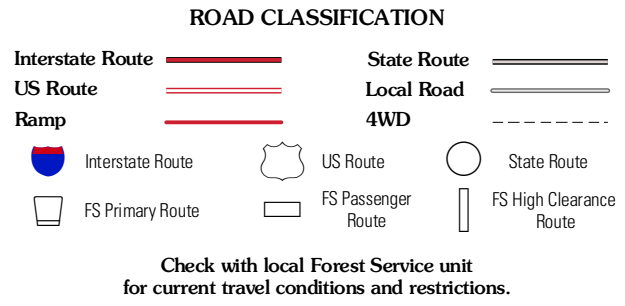 ROAD CLASSIFICATION
Interstate Route
State Route
US Route
Local Road
Ramp
4WD
Interstate Route
US Route
State Route
FS Primary Route
FS Passenger
Route
FS High Clearance
Route
Check with local Forest Service unit
for current travel conditions and restrictions.